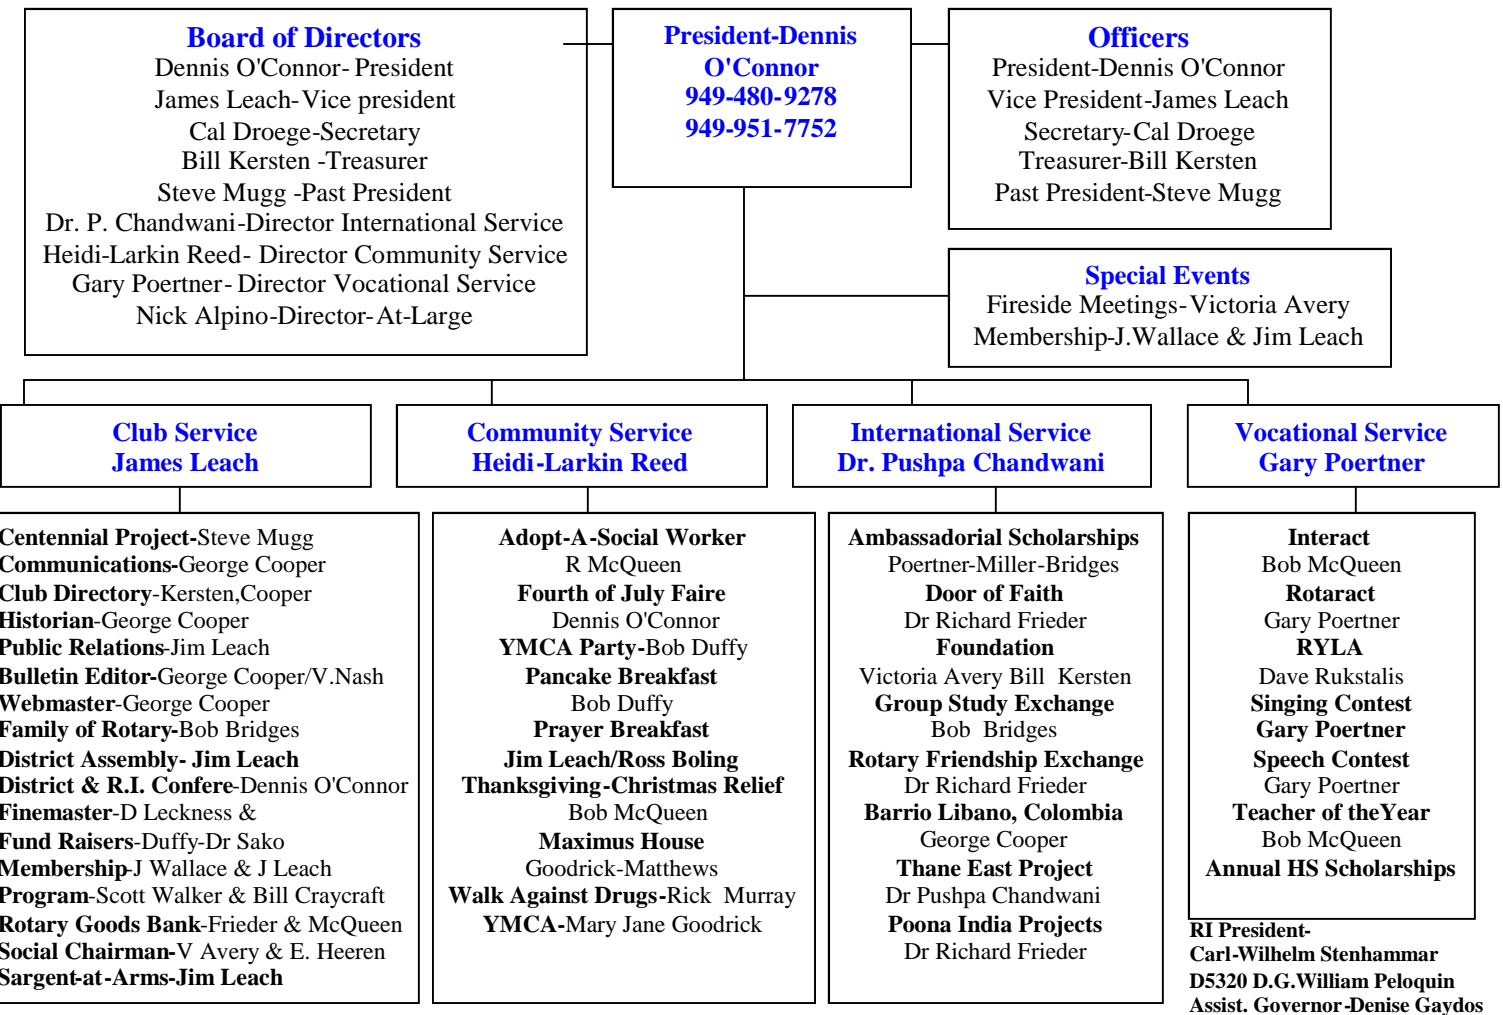 Board of Directors
Dennis O'Connor- President
James Leach-Vice president
Cal Droege-Secretary
Bill Kersten -Treasurer
Steve Mugg -Past President
Dr. P. Chandwani-Director International Service
Heidi-Larkin Reed- Director Community Service
Gary Poertner- Director Vocational Service
Nick Alpino-Director-At-Large
President-Dennis
O'Connor
949-480-9278
949-951-7752
Officers
President-Dennis O'Connor
Vice President-James Leach
Secretary-Cal Droege
Treasurer-Bill Kersten
Past President-Steve Mugg
Special Events
Fireside Meetings-Victoria Avery
Membership-J.Wallace & Jim Leach
Club Service
James Leach
Community Service
Heidi-Larkin Reed
International Service
Dr. Pushpa Chandwani
Vocational Service
Gary Poertner
Centennial Project-Steve Mugg
Communications-George Cooper
Club Directory-Kersten,Cooper
Historian-George Cooper
Public Relations-Jim Leach
Bulletin Editor-George Cooper/V.Nash
Webmaster-George Cooper
Family of Rotary-Bob Bridges
District Assembly- Jim Leach
District & R.I. Confere-Dennis O'Connor
Finemaster-D Leckness &
Fund Raisers-Duffy-Dr Sako
Membership-J Wallace & J Leach
Program-Scott Walker & Bill Craycraft
Rotary Goods Bank-Frieder & McQueen
Social Chairman-V Avery & E. Heeren
Sargent-at-Arms-Jim Leach
Adopt-A-Social Worker
R McQueen
Fourth of July Faire
Dennis O'Connor
YMCA Party-Bob Duffy
Pancake Breakfast
Bob Duffy
Prayer Breakfast
Jim Leach/Ross Boling
Thanksgiving-Christmas Relief
Bob McQueen
Maximus House
Goodrick-Matthews
Walk Against Drugs-Rick Murray
YMCA-Mary Jane Goodrick
Ambassadorial Scholarships
Poertner-Miller-Bridges
Door of Faith
Dr Richard Frieder
Foundation
Victoria Avery Bill Kersten
Group Study Exchange
Bob Bridges
Rotary Friendship Exchange
Dr Richard Frieder
Barrio Libano, Colombia
George Cooper
Thane East Project
Dr Pushpa Chandwani
Poona India Projects
Dr Richard Frieder
Interact
Bob McQueen
Rotaract
Gary Poertner
RYLA
Dave Rukstalis
Singing Contest
Gary Poertner
Speech Contest
Gary Poertner
Teacher of theYear
Bob McQueen
Annual HS Scholarships
RI President-
Carl-Wilhelm Stenhammar
D5320 D.G.William Peloquin
Assist. Governor-Denise Gaydos